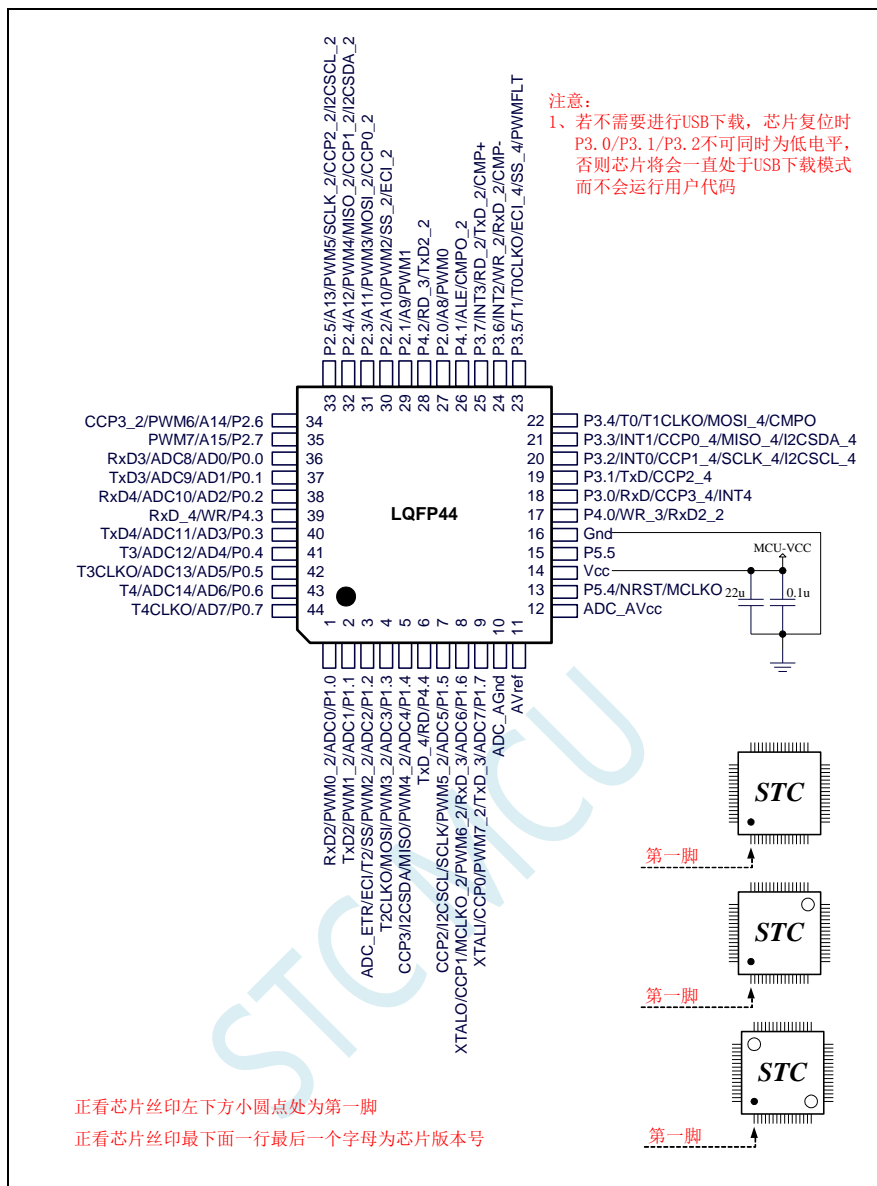 注意：
1、若不需要进行USB下载，芯片复位时
P3.0/P3.1/P3.2不可同时为低电平，
否则芯片将会一直处于USB下载模式
而不会运行用户代码
P2.5/A13/PWM5/SCLK_2/CCP2_2/I2CSCL_2
P2.4/A12/PWM4/MISO_2/CCP1_2/I2CSDA_2
P2.3/A11/PWM3/MOSI_2/CCP0_2
P2.2/A10/PWM2/SS_2/ECI_2
P2.1/A9/PWM1
P4.2/RD_3/TxD2_2
P2.0/A8/PWM0
P4.1/ALE/CMPO_2
P3.7/INT3/RD_2/TxD_2/CMP+
P3.6/INT2/WR_2/RxD_2/CMP-
P3.5/T1/T0CLKO/ECI_4/SS_4/PWMFLT
33 32 31 30 29 28 27 26 25 24 23
CCP3_2/PWM6/A14/P2.6 34
PWM7/A15/P2.7 35
RxD3/ADC8/AD0/P0.0 36
TxD3/ADC9/AD1/P0.1 37
RxD4/ADC10/AD2/P0.2 38
RxD_4/WR/P4.3 39
TxD4/ADC11/AD3/P0.3 40
T3/ADC12/AD4/P0.4 41
T3CLKO/ADC13/AD5/P0.5 42
T4/ADC14/AD6/P0.6 43
T4CLKO/AD7/P0.7 44
LQFP44
22 P3.4/T0/T1CLKO/MOSI_4/CMPO
21 P3.3/INT1/CCP0_4/MISO_4/I2CSDA_4
20 P3.2/INT0/CCP1_4/SCLK_4/I2CSCL_4
19 P3.1/TxD/CCP2_4
18 P3.0/RxD/CCP3_4/INT4
17 P4.0/WR_3/RxD2_2
16 Gnd
15 P5.5
14 Vcc
13 P5.4/NRST/MCLKO
12 ADC_AVcc
MCU-VCC
22u
0.1u
1 2 3 4 5 6 7 8 9 10 11
RxD2/PWM0_2/ADC0/P1.0
TxD2/PWM1_2/ADC1/P1.1
ADC_ETR/ECI/T2/SS/PWM2_2/ADC2/P1.2
T2CLKO/MOSI/PWM3_2/ADC3/P1.3
CCP3/I2CSDA/MISO/PWM4_2/ADC4/P1.4
TxD_4/RD/P4.4
CCP2/I2CSCL/SCLK/PWM5_2/ADC5/P1.5
XTALO/CCP1/MCLKO_2/PWM6_2/RxD_3/ADC6/P1.6
XTALI/CCP0/PWM7_2/TxD_3/ADC7/P1.7
ADC_AGnd
AVref
STC MCU
STC
第一脚
STC
第一脚
STC
第一脚
正看芯片丝印左下方小圆点处为第一脚
正看芯片丝印最下面一行最后一个字母为芯片版本号